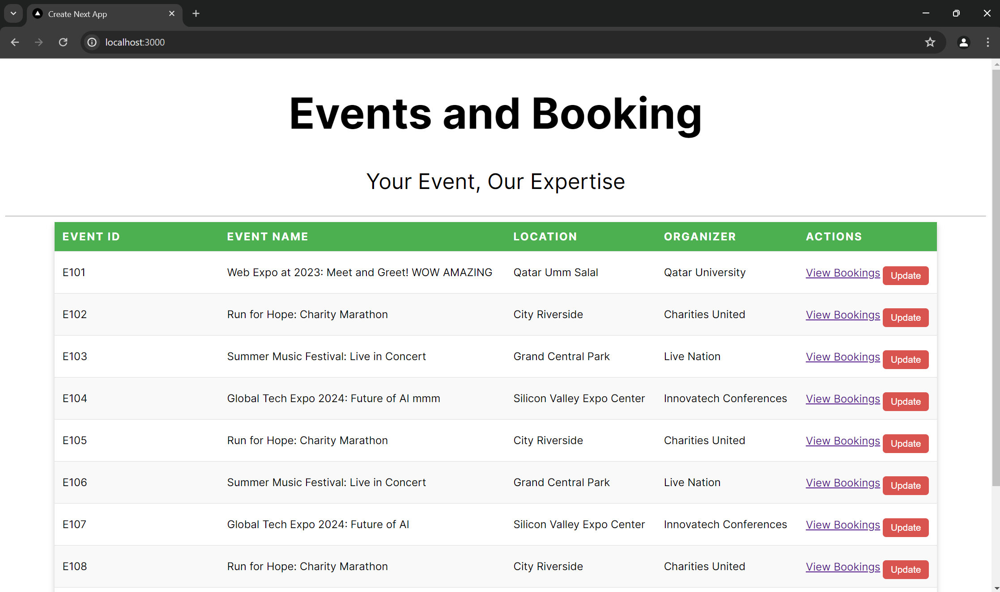 Create Next App
localhost:3000
Events and Booking
Your Event, Our Expertise
EVENT ID EVENT NAME LOCATION ORGANIZER ACTIONS
E101 Web Expo at 2023: Meet and Greet! WOW AMAZING Qatar Umm Salal Qatar University View Bookings Update
E102 Run for Hope: Charity Marathon City Riverside Charities United View Bookings Update
E103 Summer Music Festival: Live in Concert Grand Central Park Live Nation View Bookings Update
E104 Global Tech Expo 2024: Future of AI mmm Silicon Valley Expo Center Innovatech Conferences View Bookings Update
E105 Run for Hope: Charity Marathon City Riverside Charities United View Bookings Update
E106 Summer Music Festival: Live in Concert Grand Central Park Live Nation View Bookings Update
E107 Global Tech Expo 2024: Future of AI Silicon Valley Expo Center Innovatech Conferences View Bookings Update
E108 Run for Hope: Charity Marathon City Riverside Charities United View Bookings Update